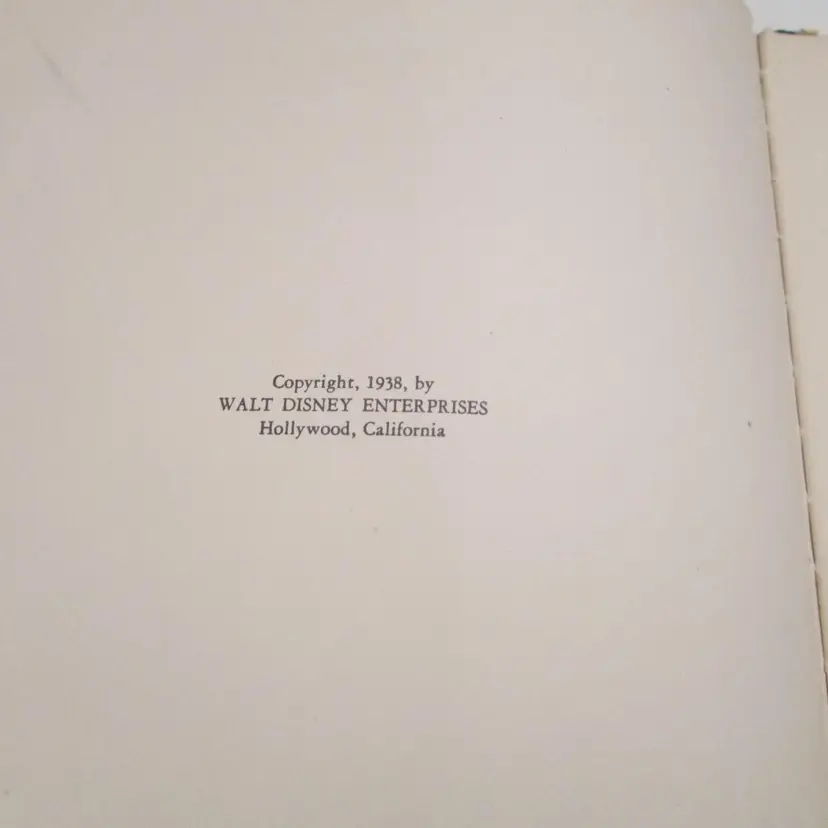 Copyright, 1938, by
WALT DISNEY ENTERPRISES
Hollywood, California